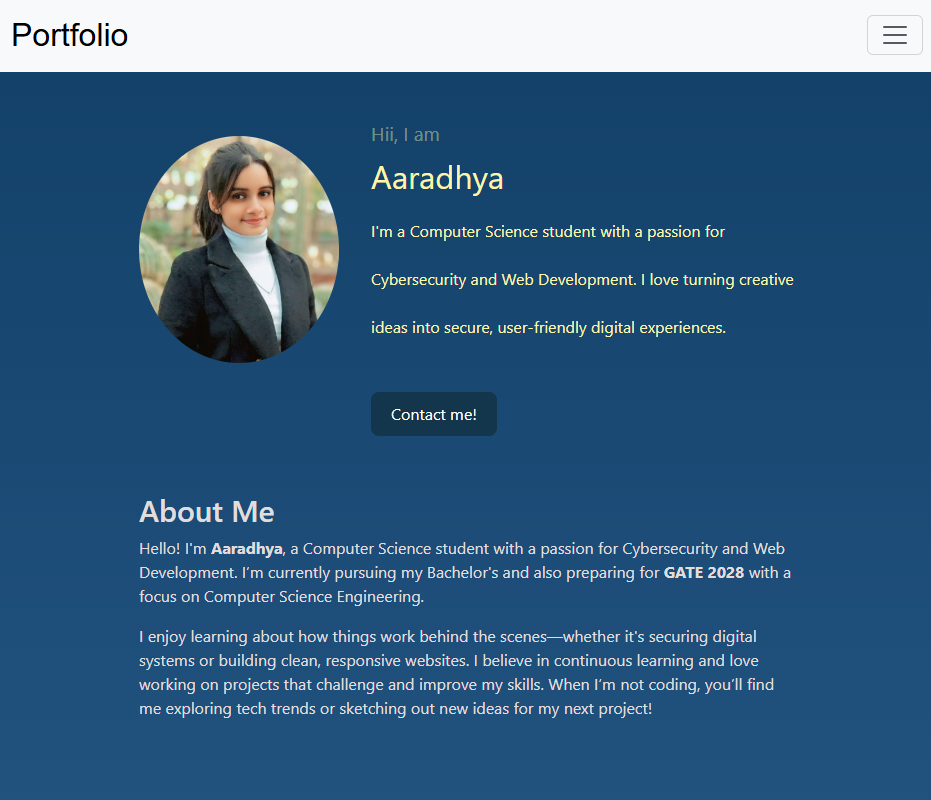 Portfolio
Hii, I am
Aaradhya
I'm a Computer Science student with a passion for
Cybersecurity and Web Development. I love turning creative
ideas into secure, user-friendly digital experiences.
Contact me!
About Me
Hello! I'm Aaradhya, a Computer Science student with a passion for Cybersecurity and Web
Development. I’m currently pursuing my Bachelor's and also preparing for GATE 2028 with a
focus on Computer Science Engineering.
I enjoy learning about how things work behind the scenes—whether it's securing digital
systems or building clean, responsive websites. I believe in continuous learning and love
working on projects that challenge and improve my skills. When I’m not coding, you’ll find
me exploring tech trends or sketching out new ideas for my next project!